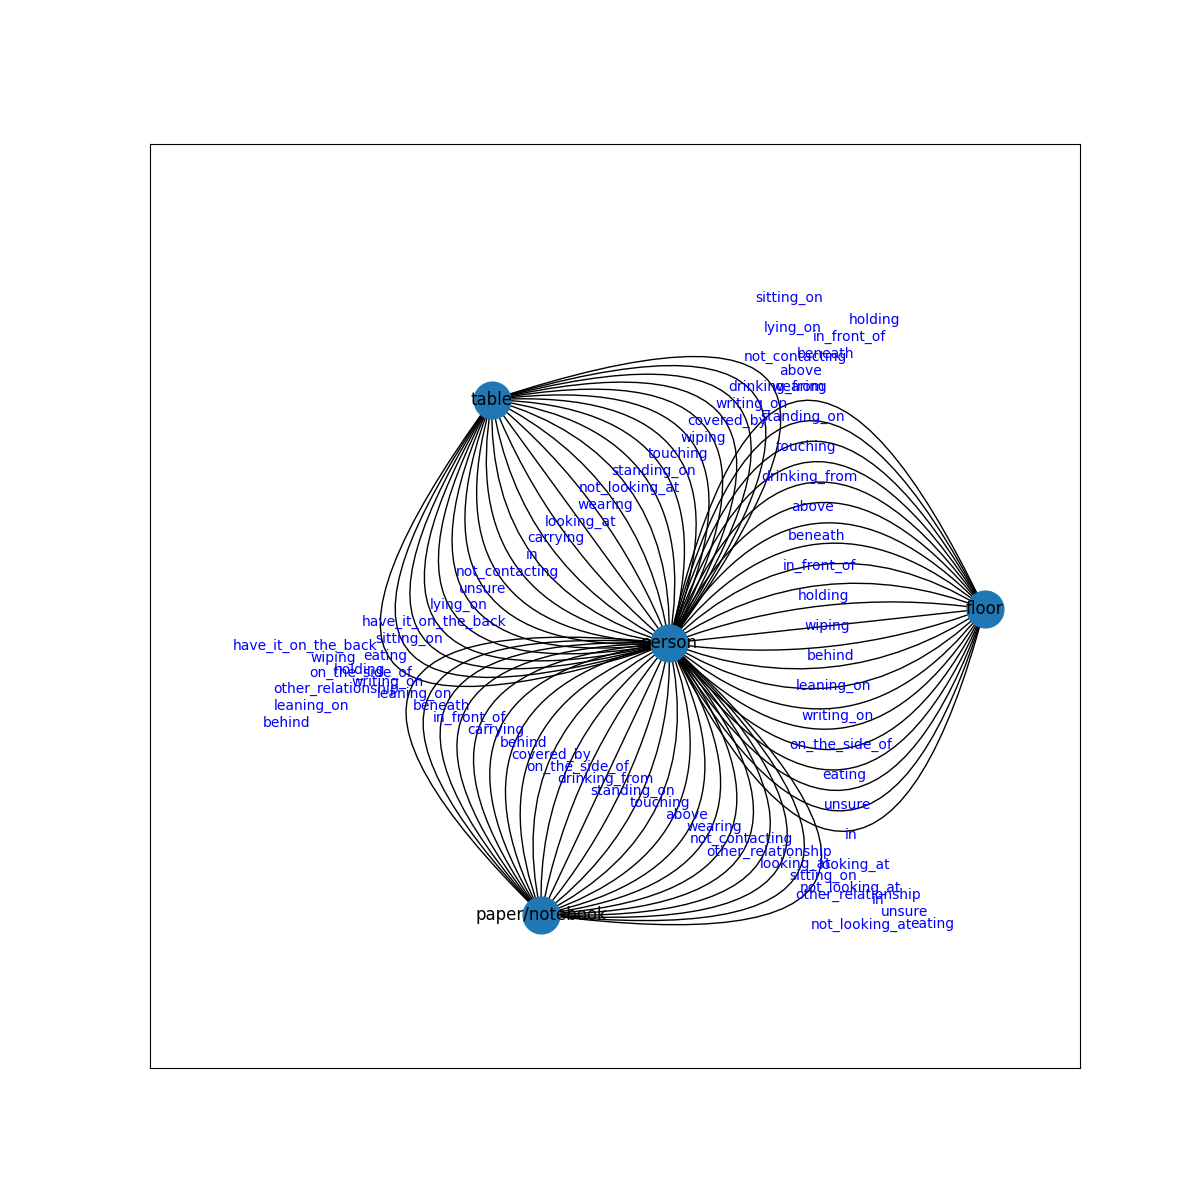 sitting_on
holding
lying_on
in_front_of
beneath
not_contacting
above
drinking_from
wearing
table
writing_on
standing_on
covered_by
wiping
touching
touching
standing_on
drinking_from
not_looking_at
wearing
above
looking_at
beneath
carrying
in
in_front_of
not_contacting
unsure
holding
lying_on
floor
have_it_on_the_back
wiping
sitting_on
person
have_it_on_the_back
eating
wiping
behind
holding
on_the_side_of
writing_on
leaning_on
other_relationship
leaning_on
leaning_on
beneath
writing_on
in_front_of
behind
carrying
behind
on_the_side_of
covered_by
on_the_side_of
eating
drinking_from
standing_on
touching
unsure
above
wearing
in
not_contacting
other_relationship
looking_at
looking_at
sitting_on
not_looking_at
other_relationship
in
unsure
paper/notebook
not_looking_at
eating